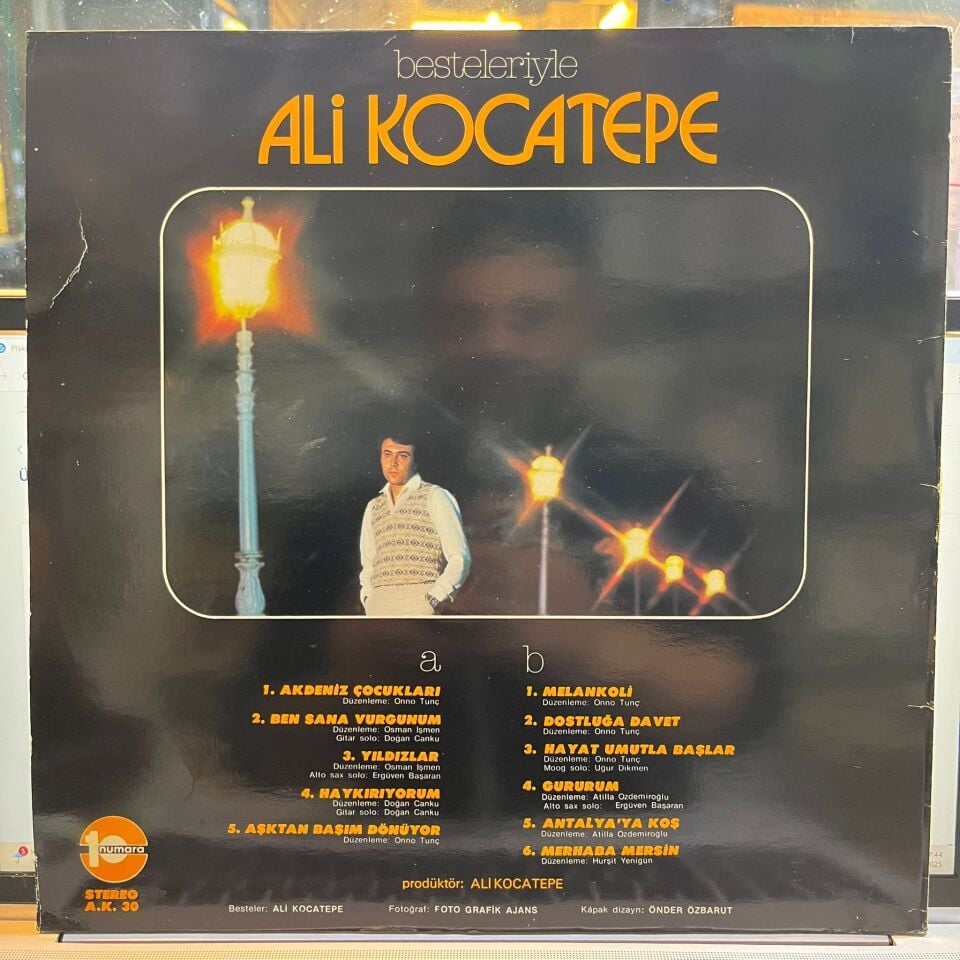 besteleriyle
ALİ KOCATEPE
a
1. AKDENİZ ÇOCUKLARI
Düzenleme: Onno Tunç
2. BEN SANA VURGUNUM
Düzenleme: Osman İşmen
Gitar solo: Doğan Canku
3. YILDIZLAR
Düzenleme: Osman İşmen
Alto sax solo: Ergüven Başaran
4. HAYKIRIYORUM
Düzenleme: Doğan Canku
Gitar solo: Doğan Canku
5. AŞKTAN BAŞIM DÖNÜYOR
Düzenleme: Onno Tunç
b
1. MELANKOLİ
Düzenleme: Onno Tunç
2. DOSTLUĞA DAVET
Düzenleme: Onno Tunç
3. HAYAT UMUTLA BAŞLAR
Düzenleme: Onno Tunç
Moog solo: Uğur Dikmen
4. GURURUM
Düzenleme: Atilla Özdemiroğlu
Alto sax solo: Ergüven Başaran
5. ANTALYA'YA KOŞ
Düzenleme: Atilla Özdemiroğlu
6. MERHABA MERSİN
Düzenleme: Hurşit Yenigün
10 numara
STEREO
A.K. 30
prodüktör: ALİ KOCATEPE
Besteler: ALİ KOCATEPE
Fotoğraf: FOTO GRAFİK AJANS
Kápak dizayn: ÖNDER ÖZBARUT